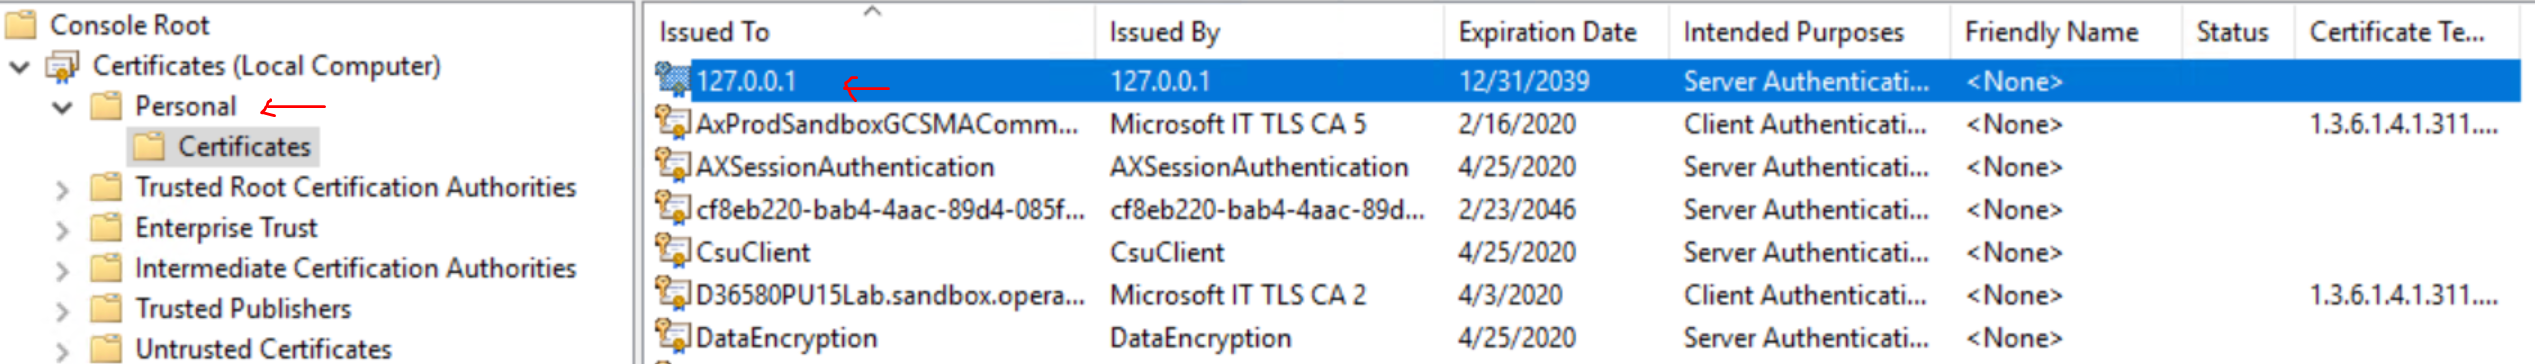 Console Root
Certificates (Local Computer)
Personal
Certificates
Trusted Root Certification Authorities
Enterprise Trust
Intermediate Certification Authorities
Trusted Publishers
Untrusted Certificates
Issued To Issued By Expiration Date Intended Purposes Friendly Name Status Certificate Te...
127.0.0.1 127.0.0.1 12/31/2039 Server Authenticati... <None>
AxProdSandboxGCSMAComm... Microsoft IT TLS CA 5 2/16/2020 Client Authenticati... <None> 1.3.6.1.4.1.311....
AXSessionAuthentication AXSessionAuthentication 4/25/2020 Server Authenticati... <None>
cf8eb220-bab4-4aac-89d4-085f... cf8eb220-bab4-4aac-89d... 2/23/2046 Server Authenticati... <None>
CsuClient CsuClient 4/25/2020 Server Authenticati... <None>
D36580PU15Lab.sandbox.opera... Microsoft IT TLS CA 2 4/3/2020 Client Authenticati... <None> 1.3.6.1.4.1.311....
DataEncryption DataEncryption 4/25/2020 Server Authenticati... <None>